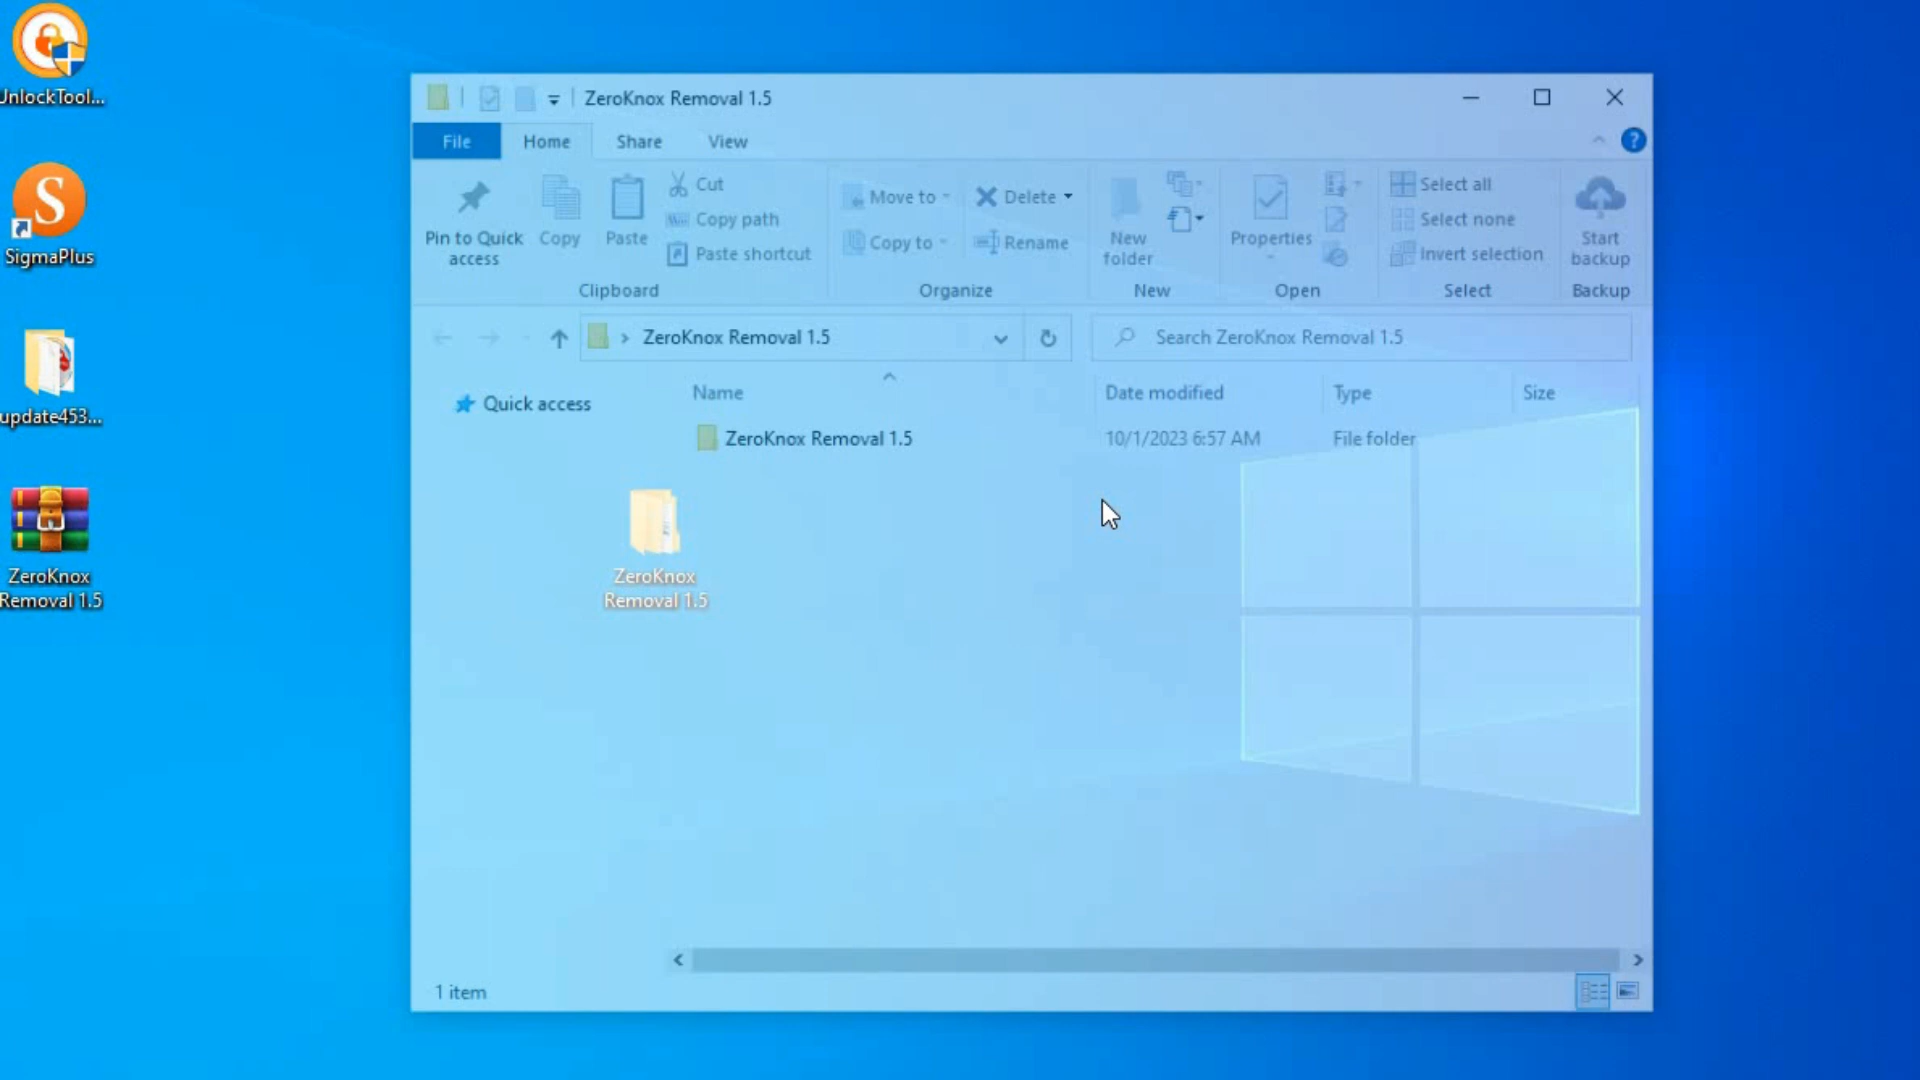 UnlockTool...
SigmaPlus
update453...
ZeroKnox
Removal 1.5
ZeroKnox Removal 1.5
File
Home
Share
View
?
Pin to Quick
access
Copy
Paste
Cut
Copy path
Paste shortcut
Clipboard
Move to
Copy to
Delete
Rename
Organize
New
folder
New
Properties
Open
Select all
Select none
Invert selection
Select
Start
backup
Backup
ZeroKnox Removal 1.5
Search ZeroKnox Removal 1.5
Quick access
Name
Date modified
Type
Size
ZeroKnox Removal 1.5
10/1/2023 6:57 AM
File folder
ZeroKnox
Removal 1.5
1 item